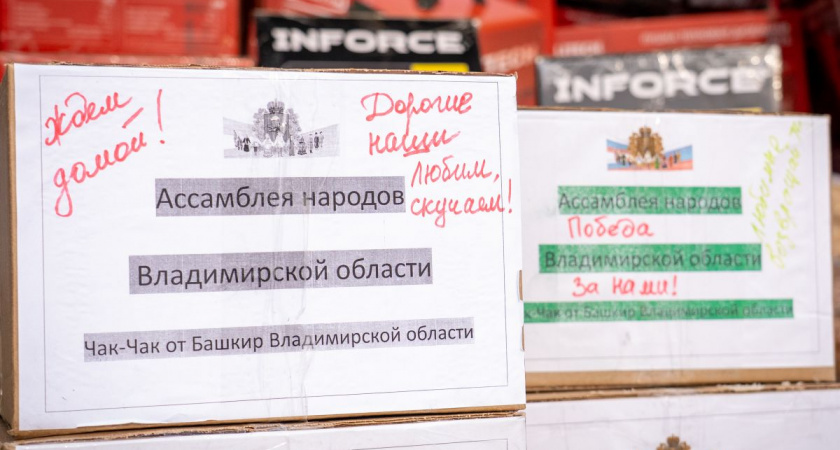 INFORCE
INFORCE
Ждем
домой!
Дорогие
наши
любим,
скучаем!
Ассамблея народов
Владимирской области
Чак-Чак от Башкир Владимирской области
Ассамблея народов
Победа
Владимирской области
За нами!
к-Чак от Башкир Владимирской области